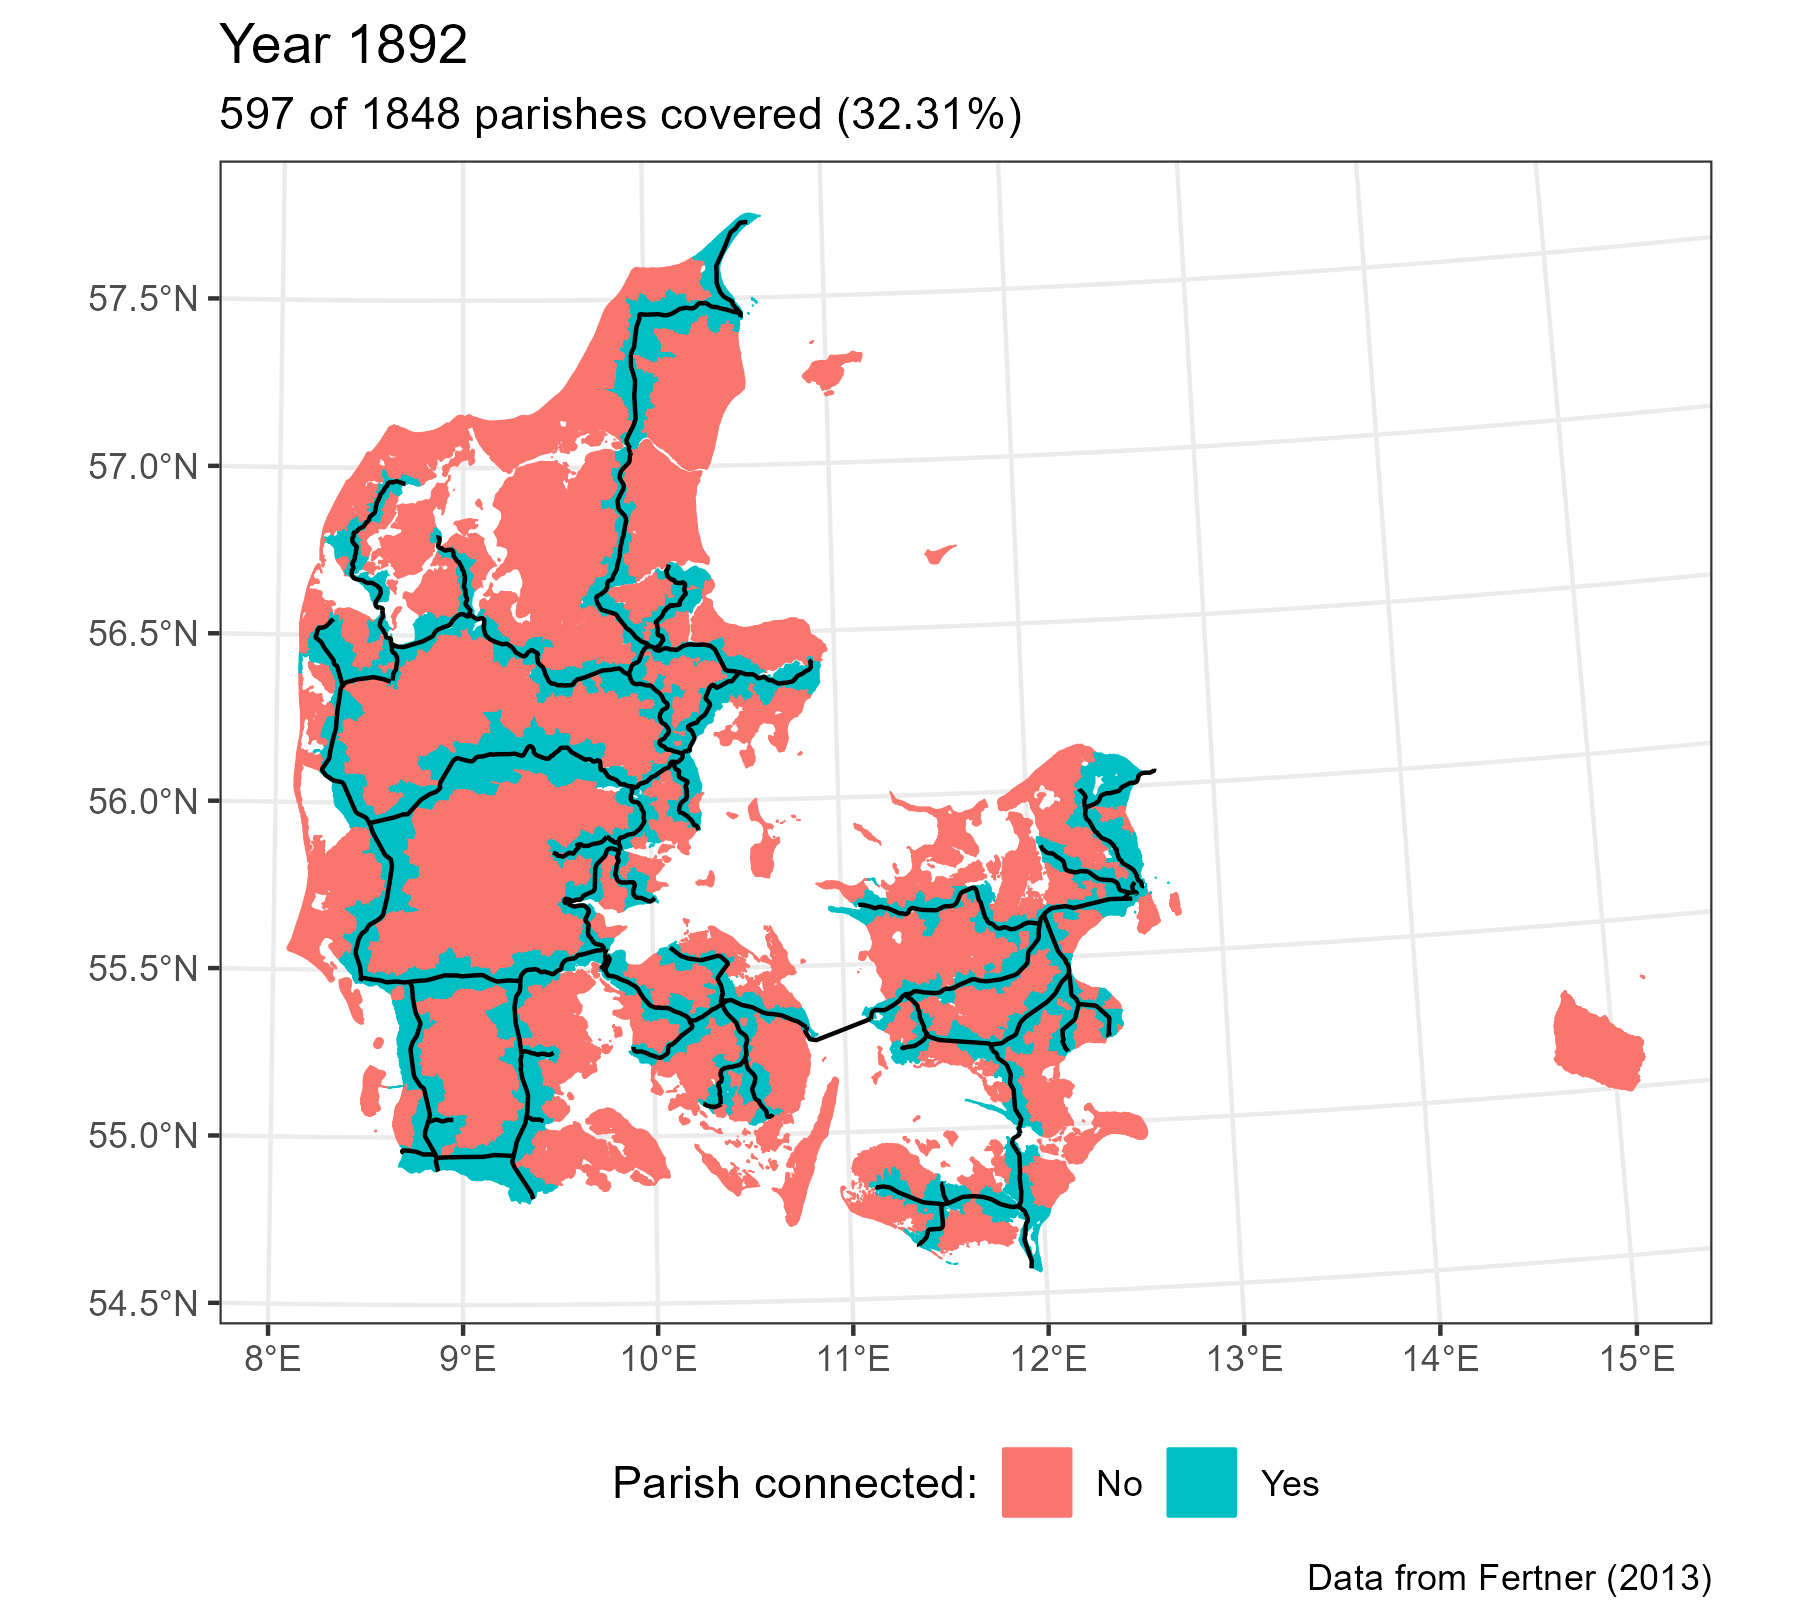 Year 1892
597 of 1848 parishes covered (32.31%)
57.5°N
57.0°N
56.5°N
56.0°N
55.5°N
55.0°N
54.5°N
8°E 9°E 10°E 11°E 12°E 13°E 14°E 15°E
Parish connected: No Yes
Data from Fertner (2013)